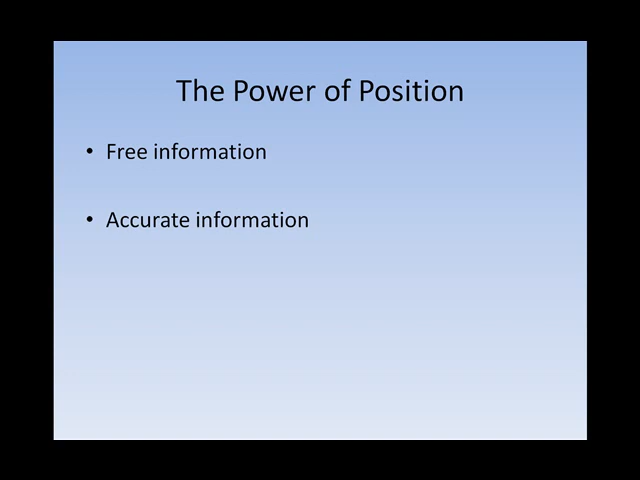 The Power of Position
• Free information
• Accurate information